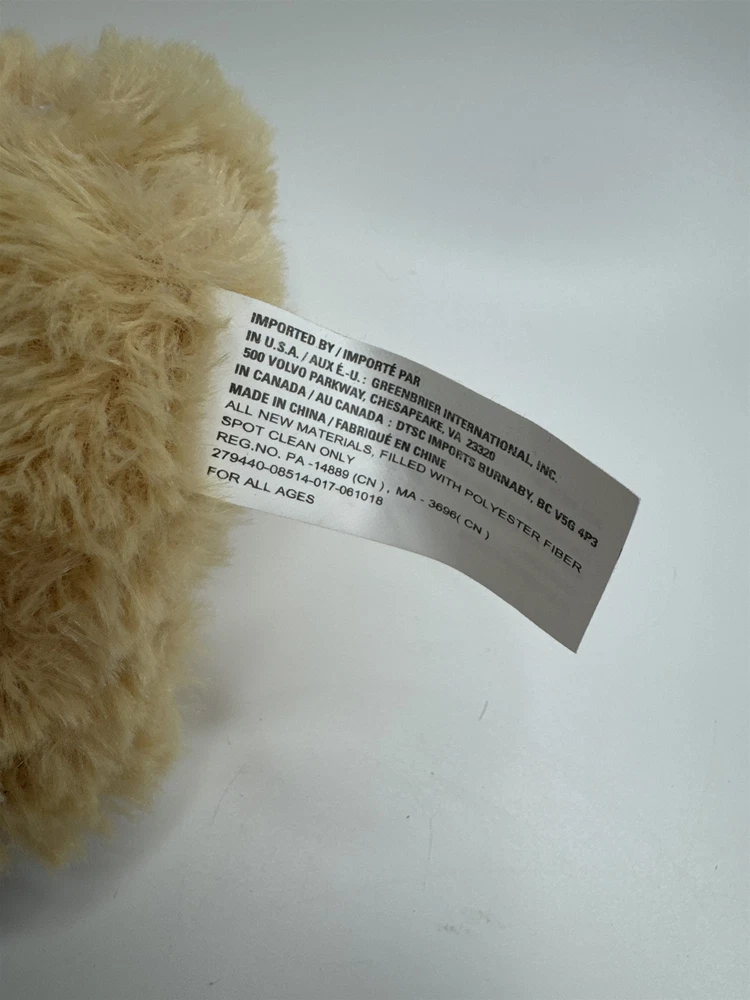 IMPORTED BY / IMPORTÉ PAR
IN U.S.A. / AUX É.-U. : GREENBRIER INTERNATIONAL, INC.
500 VOLVO PARKWAY, CHESAPEAKE, VA 23320
IN CANADA / AU CANADA : DTSC IMPORTS BURNABY, BC V5G 4P3
MADE IN CHINA / FABRIQUÉ EN CHINE
ALL NEW MATERIALS, FILLED WITH POLYESTER FIBER
SPOT CLEAN ONLY
REG.NO. PA -14889 (CN ) , MA - 3696( CN )
279440-08514-017-061018
FOR ALL AGES